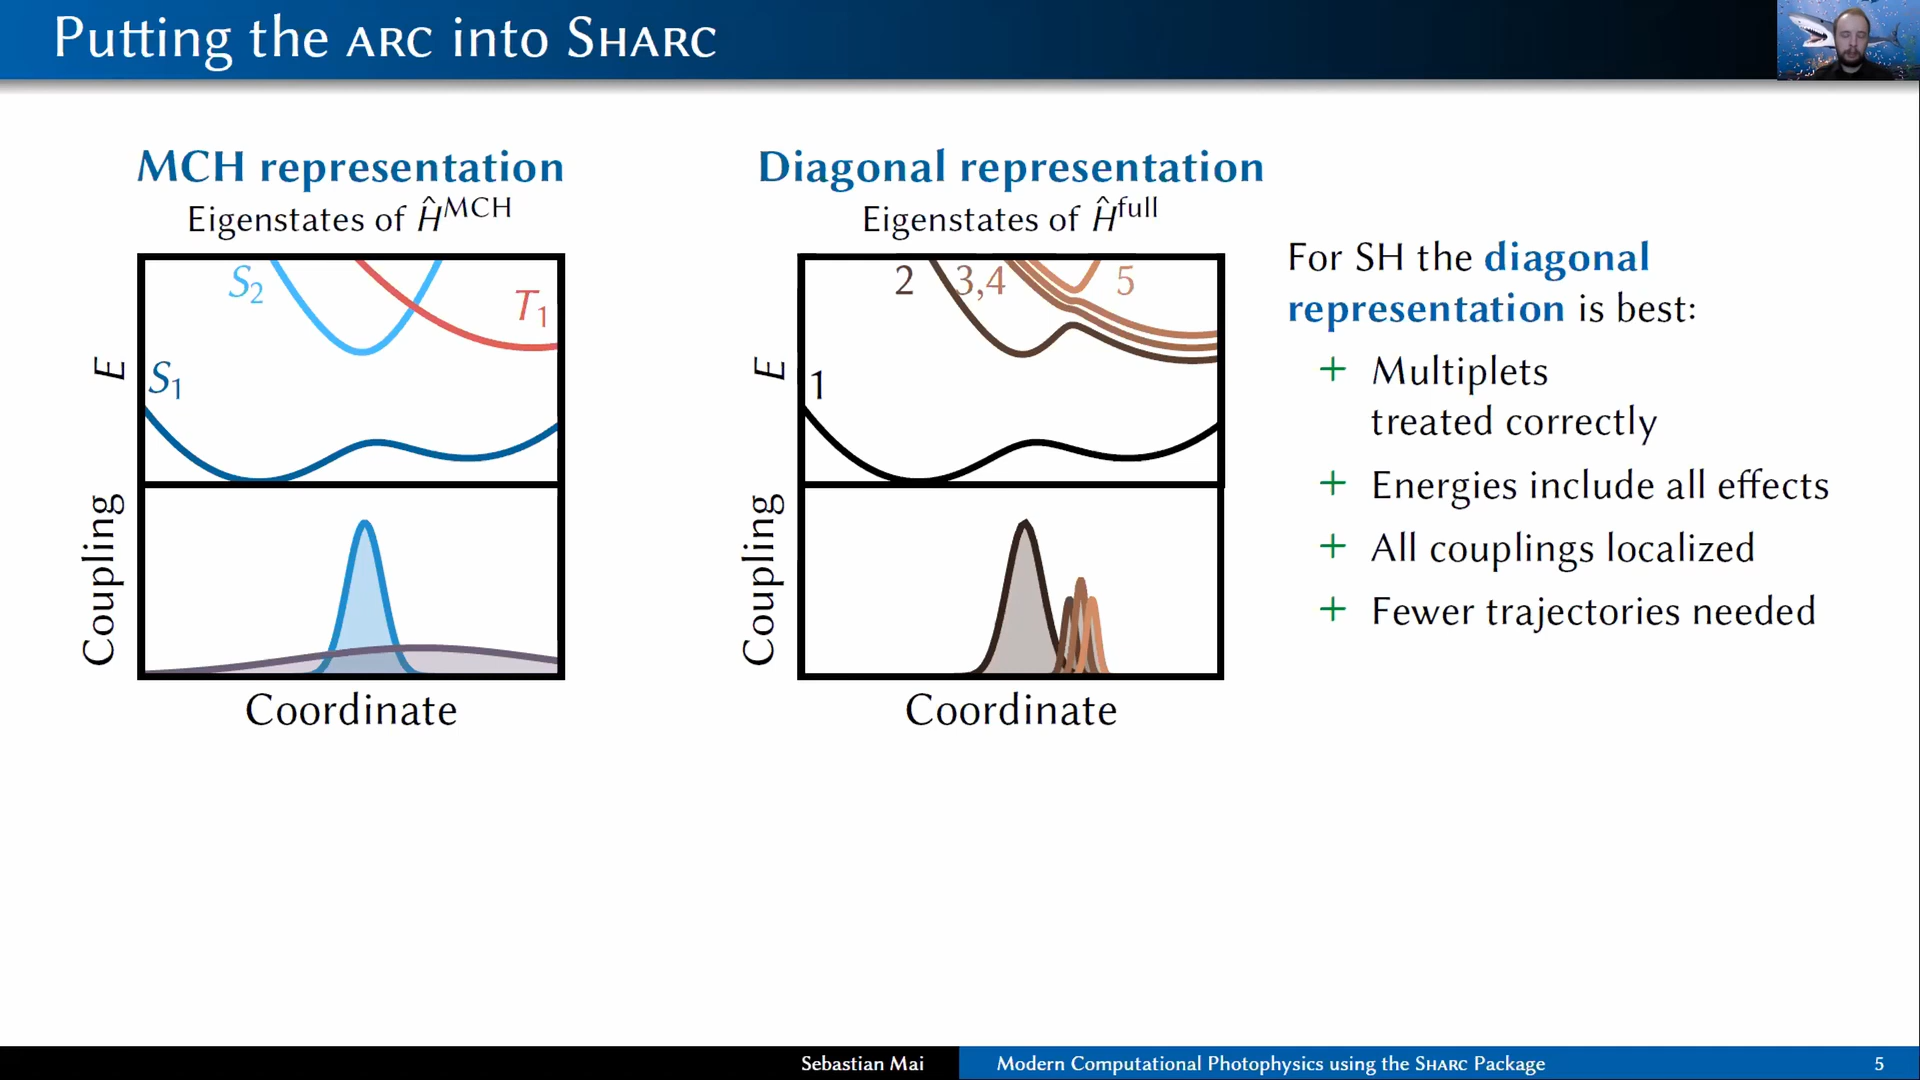 Putting the ARC into SHARC
MCH representation
Eigenstates of Ĥ^MCH
S₂
T₁
S₁
E
Coupling
Coordinate
Diagonal representation
Eigenstates of Ĥ^full
2
3,4
5
1
E
Coupling
Coordinate
For SH the diagonal
representation is best:
+ Multiplets
treated correctly
+ Energies include all effects
+ All couplings localized
+ Fewer trajectories needed
Sebastian Mai
Modern Computational Photophysics using the SHARC Package
5